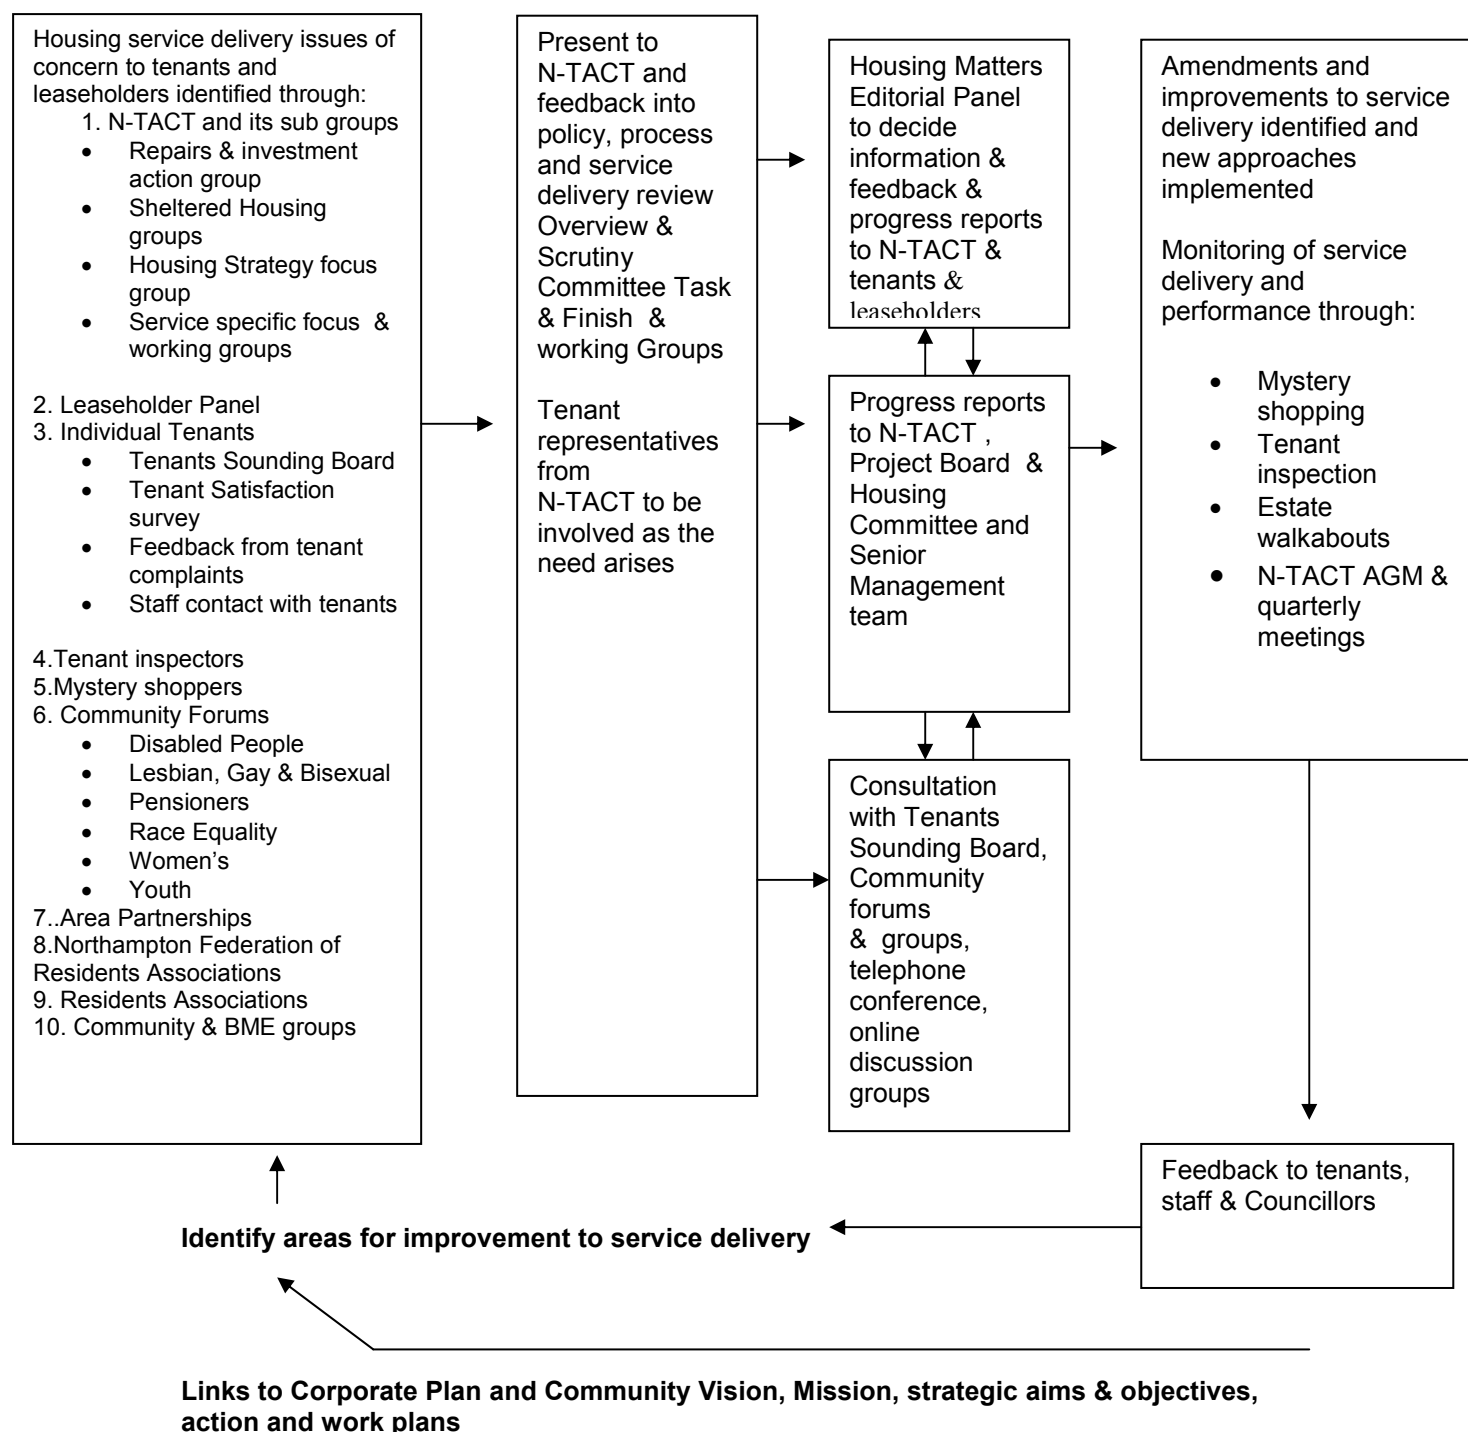 Housing service delivery issues of
concern to tenants and
leaseholders identified through:
1. N-TACT and its sub groups
• Repairs & investment
action group
• Sheltered Housing
groups
• Housing Strategy focus
group
• Service specific focus & 
working groups
2. Leaseholder Panel
3. Individual Tenants
• Tenants Sounding Board
• Tenant Satisfaction
survey
• Feedback from tenant
complaints
• Staff contact with tenants
4.Tenant inspectors
5.Mystery shoppers
6. Community Forums
• Disabled People
• Lesbian, Gay & Bisexual
• Pensioners
• Race Equality
• Women’s
• Youth
7..Area Partnerships
8.Northampton Federation of
Residents Associations
9. Residents Associations
10. Community & BME groups
Present to
N-TACT and
feedback into
policy, process
and service
delivery review
Overview &
Scrutiny
Committee Task
& Finish &
working Groups
Tenant
representatives
from
N-TACT to be
involved as the
need arises
Housing Matters
Editorial Panel
to decide
information &
feedback &
progress reports
to N-TACT &
tenants &
leaseholders
Progress reports
to N-TACT ,
Project Board &
Housing
Committee and
Senior
Management
team
Consultation
with Tenants
Sounding Board,
Community
forums
& groups,
telephone
conference,
online
discussion
groups
Amendments and
improvements to service
delivery identified and
new approaches
implemented
Monitoring of service
delivery and
performance through:
• Mystery
shopping
• Tenant
inspection
• Estate
walkabouts
• N-TACT AGM &
quarterly
meetings
Feedback to tenants,
staff & Councillors
Identify areas for improvement to service delivery
Links to Corporate Plan and Community Vision, Mission, strategic aims & objectives,
action and work plans